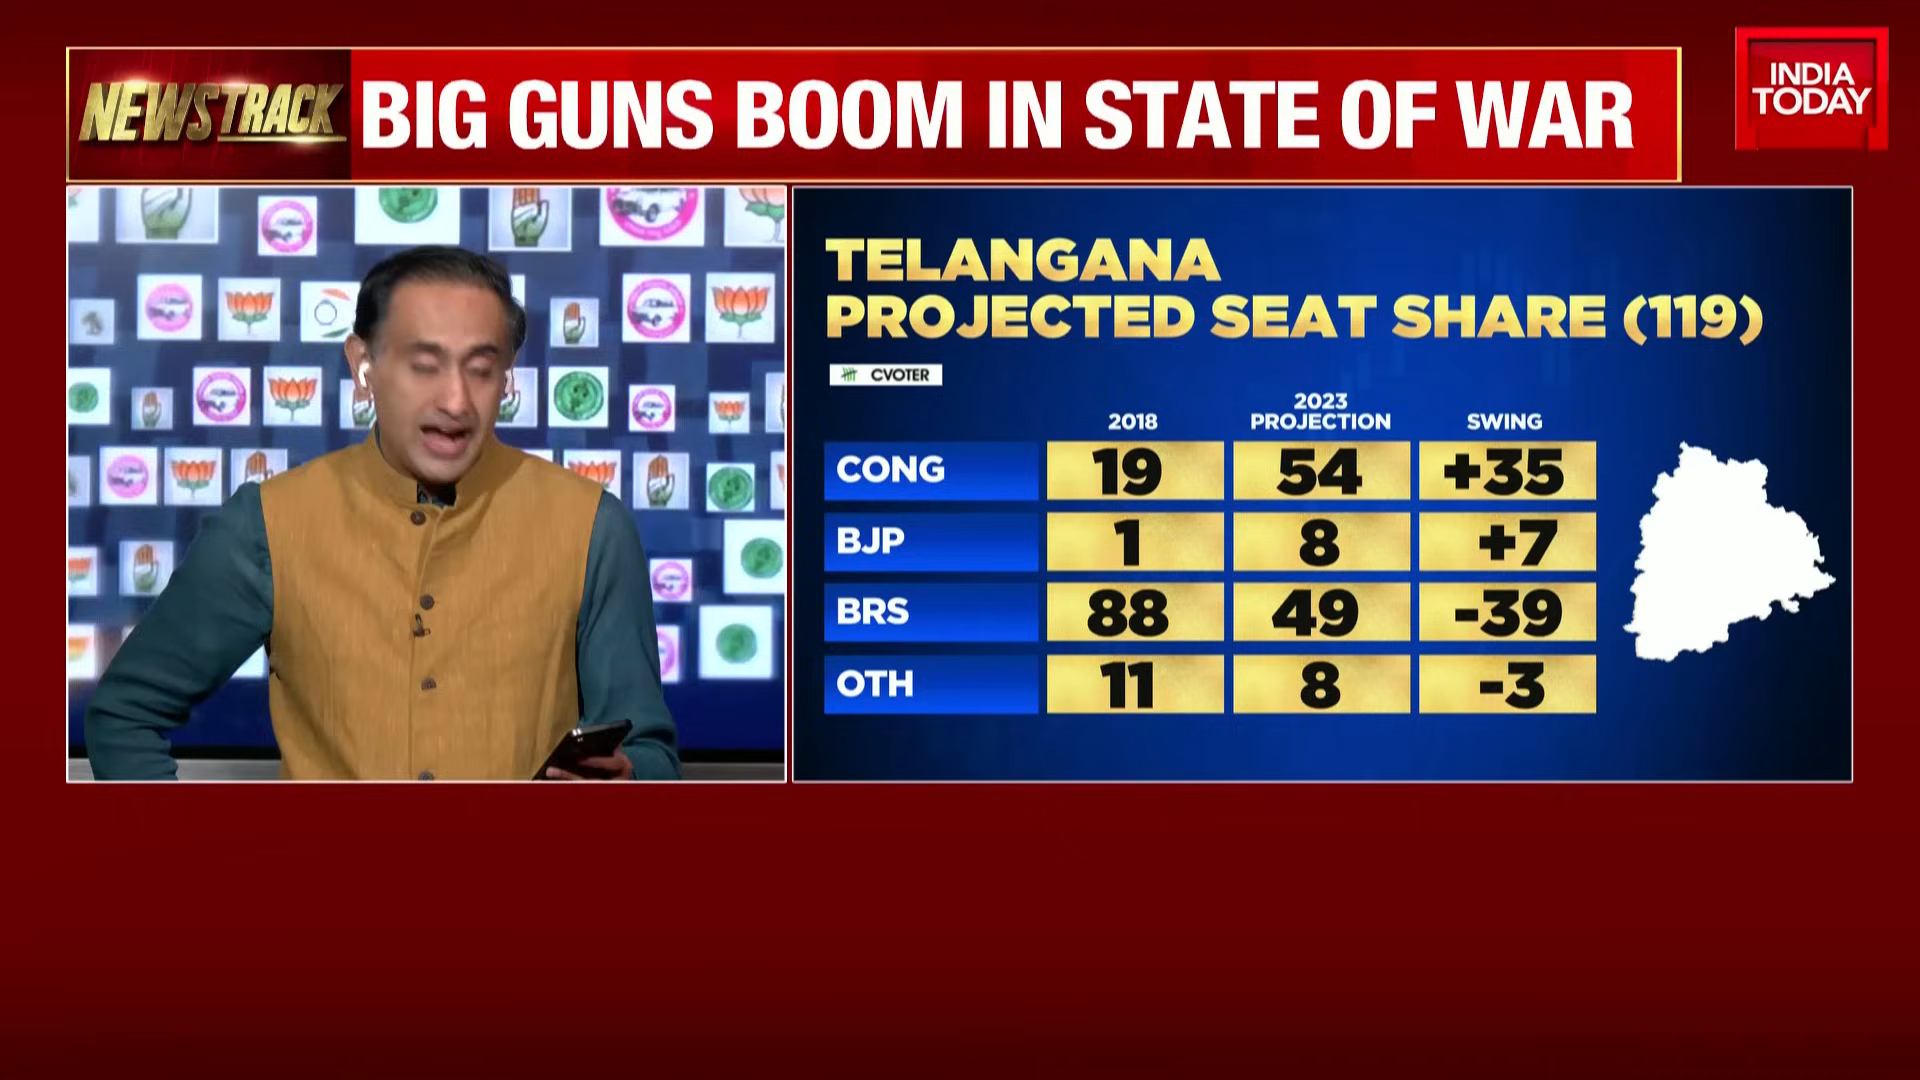 NEWSTRACK
BIG GUNS BOOM IN STATE OF WAR
INDIA
TODAY
TELANGANA
PROJECTED SEAT SHARE (119)
CVOTER
2018 2023 PROJECTION SWING
CONG 19 54 +35
BJP 1 8 +7
BRS 88 49 -39
OTH 11 8 -3